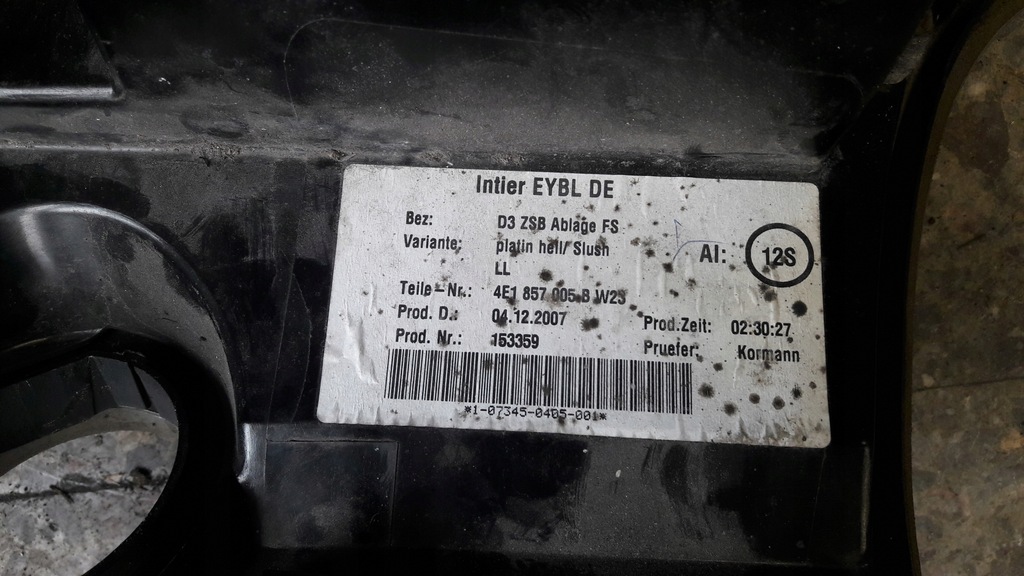 Intier EYBL DE
Bez: D3 ZSB Ablage FS
Variante: platin hell/ Slush
LL
AI: 12S
Teile-Nr.: 4E1 857 005 B W2S
Prod. D.: 04.12.2007 Prod.Zeit: 02:30:27
Prod. Nr.: 153359 Pruefer: Kormann
*1-07345-0405-001*